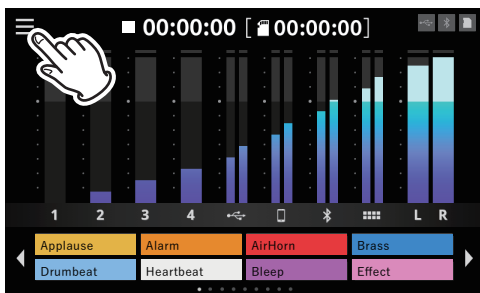 00:00:00 [ 00:00:00]
1 2 3 4 L R
Applause Alarm AirHorn Brass
Drumbeat Heartbeat Bleep Effect